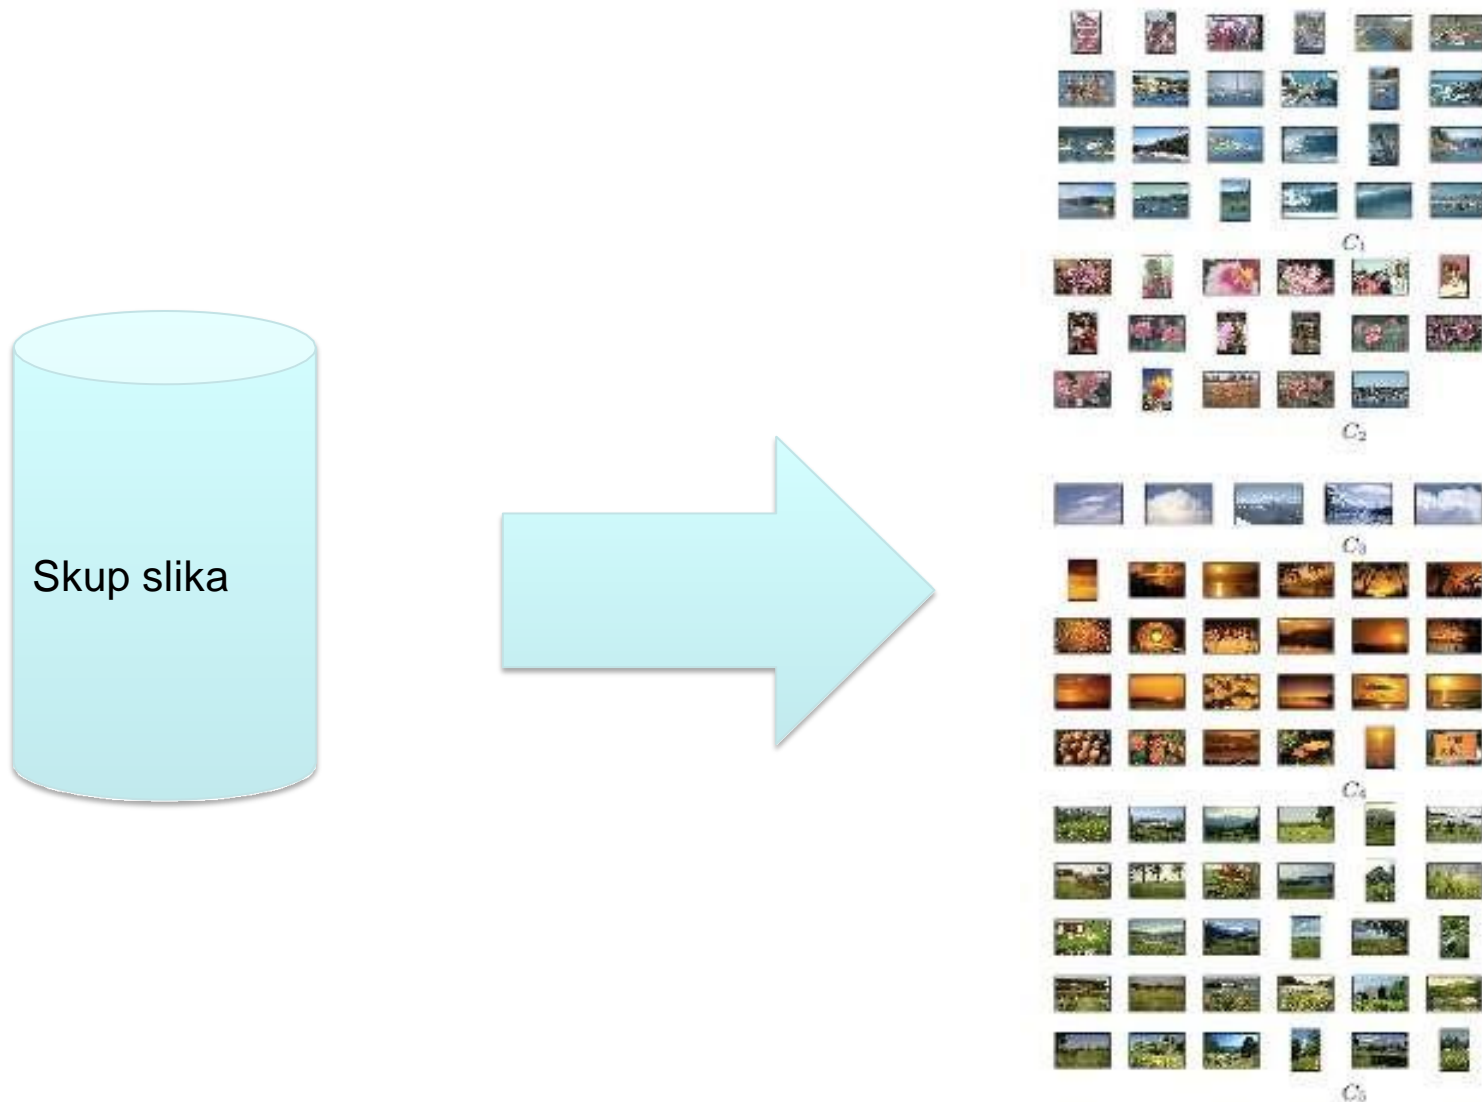 Skup slika
C₁
C₂
C₃
C₄
C₅